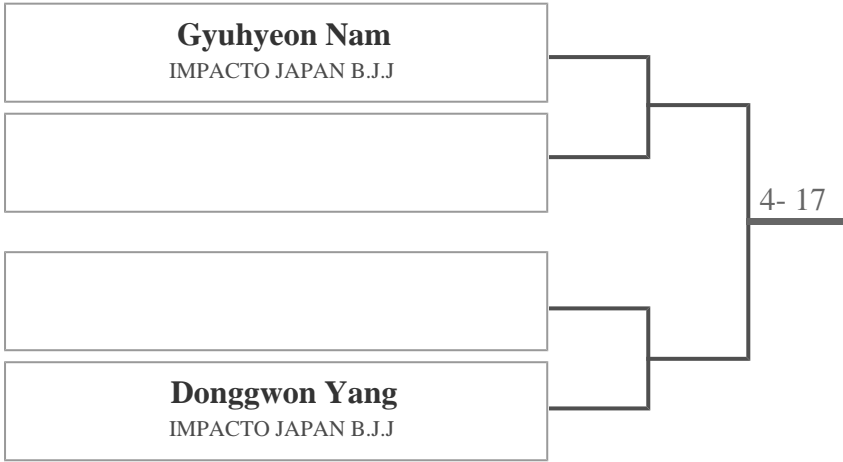 Gyuhyeon Nam
IMPACTO JAPAN B.J.J
4- 17
Donggwon Yang
IMPACTO JAPAN B.J.J